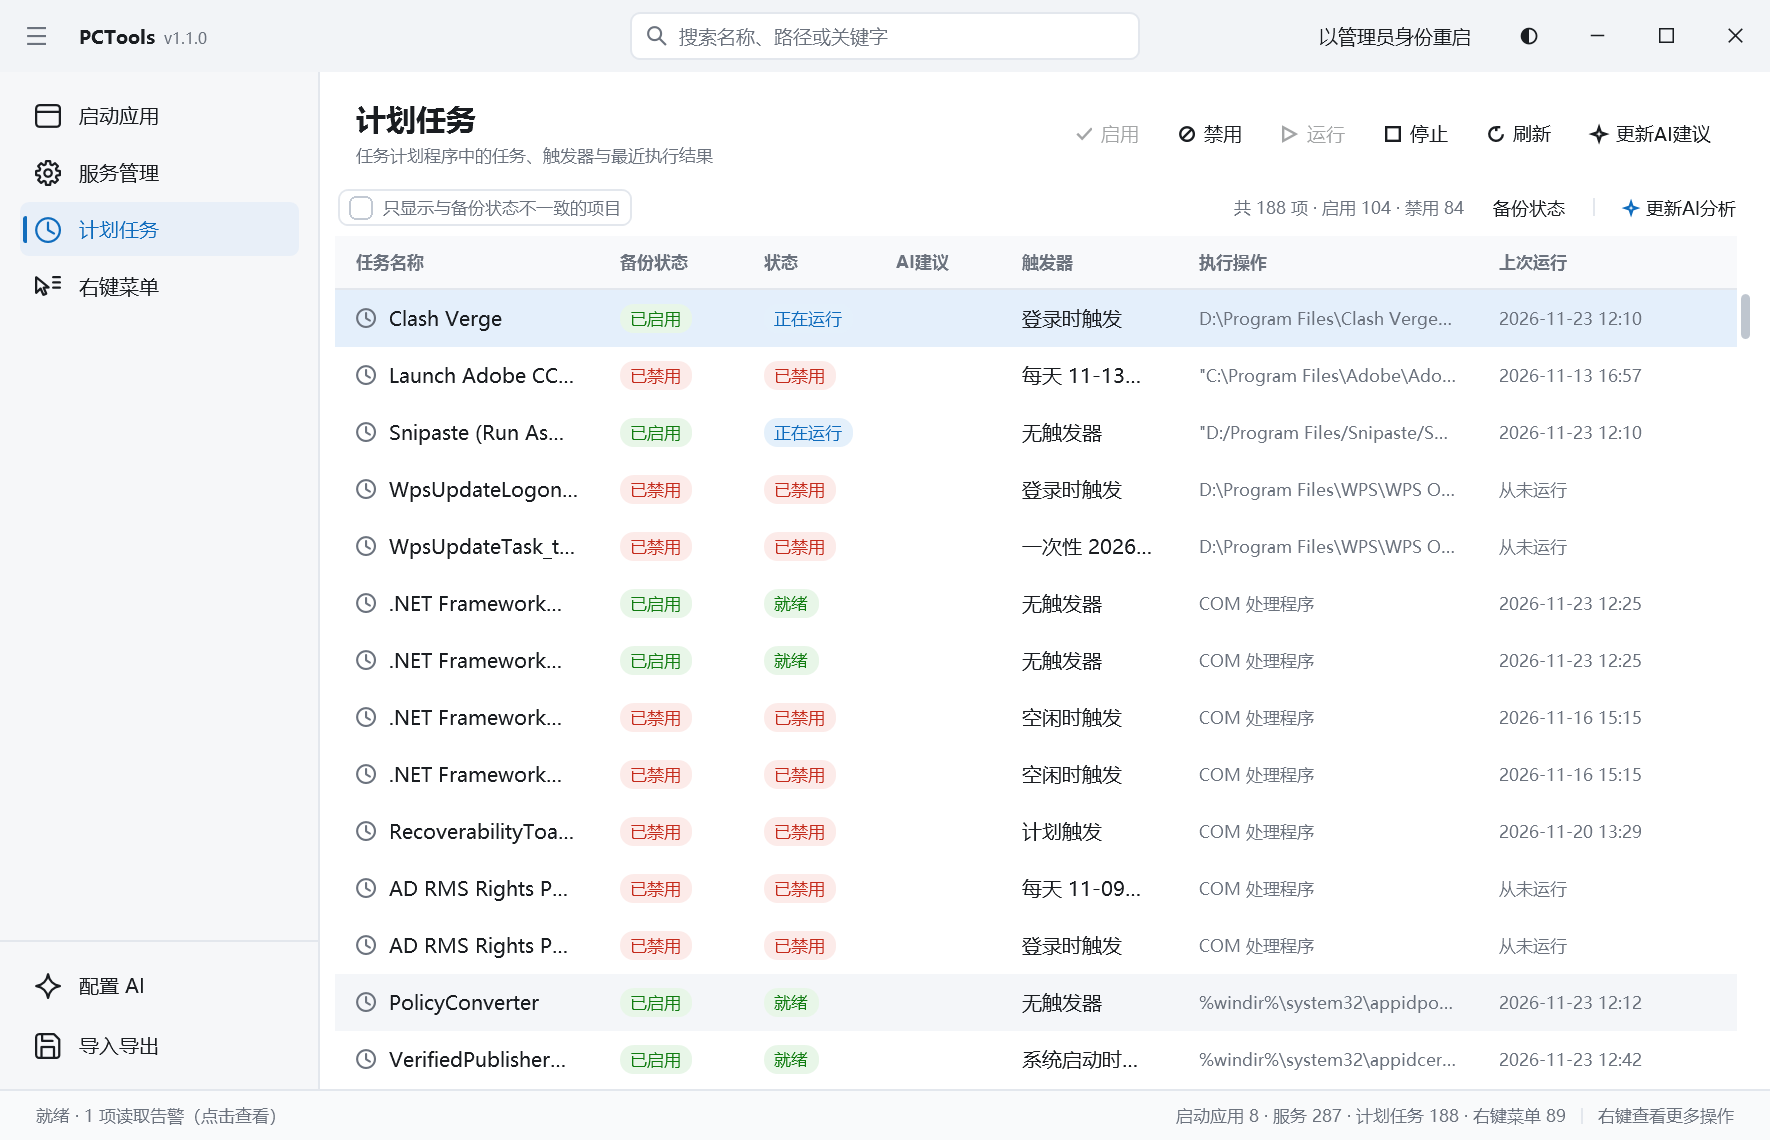 PCTools v1.1.0
搜索名称、路径或关键字
以管理员身份重启
启动应用
服务管理
计划任务
右键菜单
配置 AI
导入导出
计划任务
任务计划程序中的任务、触发器与最近执行结果
启用 禁用 运行 停止 刷新 更新AI建议
只显示与备份状态不一致的项目
共 188 项 · 启用 104 · 禁用 84 备份状态 更新AI分析
任务名称 备份状态 状态 AI建议 触发器 执行操作 上次运行
Clash Verge 已启用 正在运行 登录时触发 D:\Program Files\Clash Verge... 2026-11-23 12:10
Launch Adobe CC... 已禁用 已禁用 每天 11-13... "C:\Program Files\Adobe\Ado... 2026-11-13 16:57
Snipaste (Run As... 已启用 正在运行 无触发器 "D:/Program Files/Snipaste/S... 2026-11-23 12:10
WpsUpdateLogon... 已禁用 已禁用 登录时触发 D:\Program Files\WPS\WPS O... 从未运行
WpsUpdateTask_t... 已禁用 已禁用 一次性 2026... D:\Program Files\WPS\WPS O... 从未运行
.NET Framework... 已启用 就绪 无触发器 COM 处理程序 2026-11-23 12:25
.NET Framework... 已启用 就绪 无触发器 COM 处理程序 2026-11-23 12:25
.NET Framework... 已禁用 已禁用 空闲时触发 COM 处理程序 2026-11-16 15:15
.NET Framework... 已禁用 已禁用 空闲时触发 COM 处理程序 2026-11-16 15:15
RecoverabilityToa... 已禁用 已禁用 计划触发 COM 处理程序 2026-11-20 13:29
AD RMS Rights P... 已禁用 已禁用 每天 11-09... COM 处理程序 从未运行
AD RMS Rights P... 已禁用 已禁用 登录时触发 COM 处理程序 从未运行
PolicyConverter 已启用 就绪 无触发器 %windir%\system32\appidpo... 2026-11-23 12:12
VerifiedPublisher... 已启用 就绪 系统启动时... %windir%\system32\appidcer... 2026-11-23 12:42
就绪 · 1 项读取告警（点击查看） 启动应用 8 · 服务 287 · 计划任务 188 · 右键菜单 89 右键查看更多操作